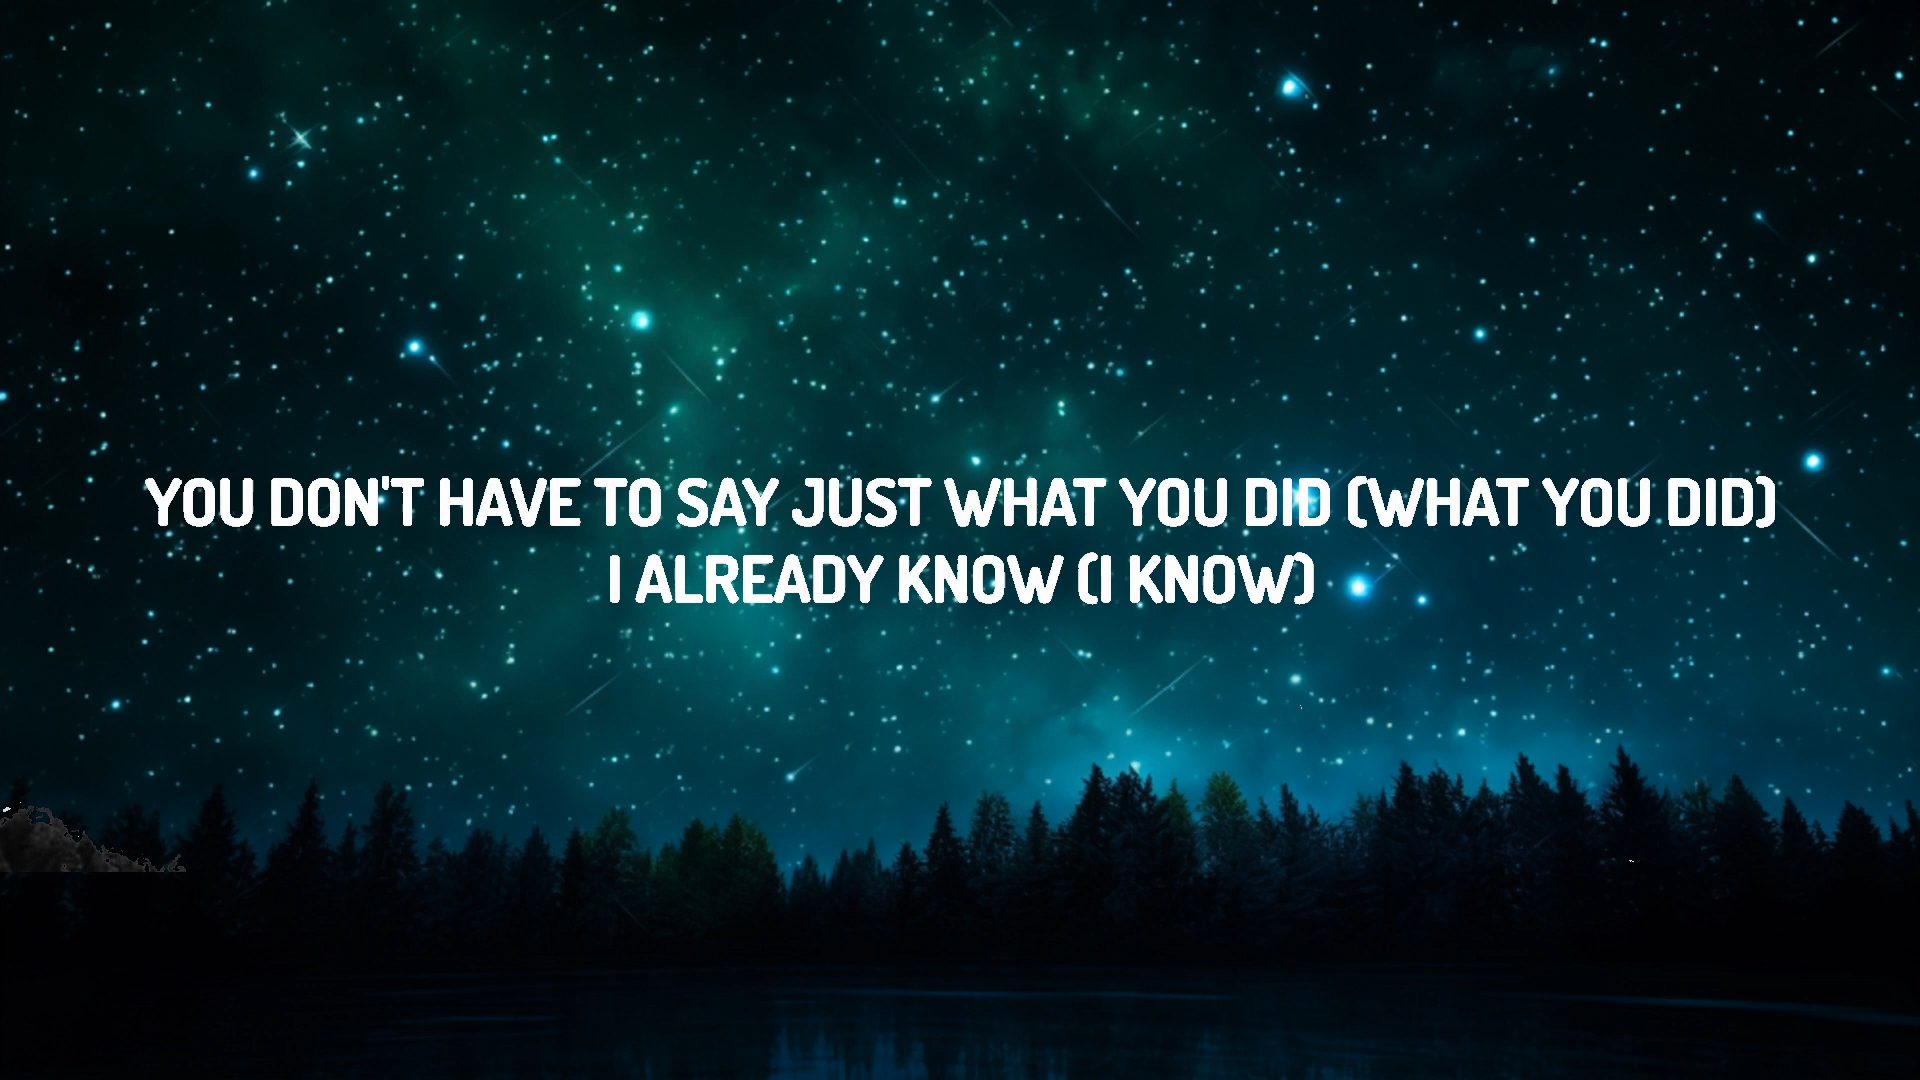 YOU DON'T HAVE TO SAY JUST WHAT YOU DID (WHAT YOU DID)
I ALREADY KNOW (I KNOW)